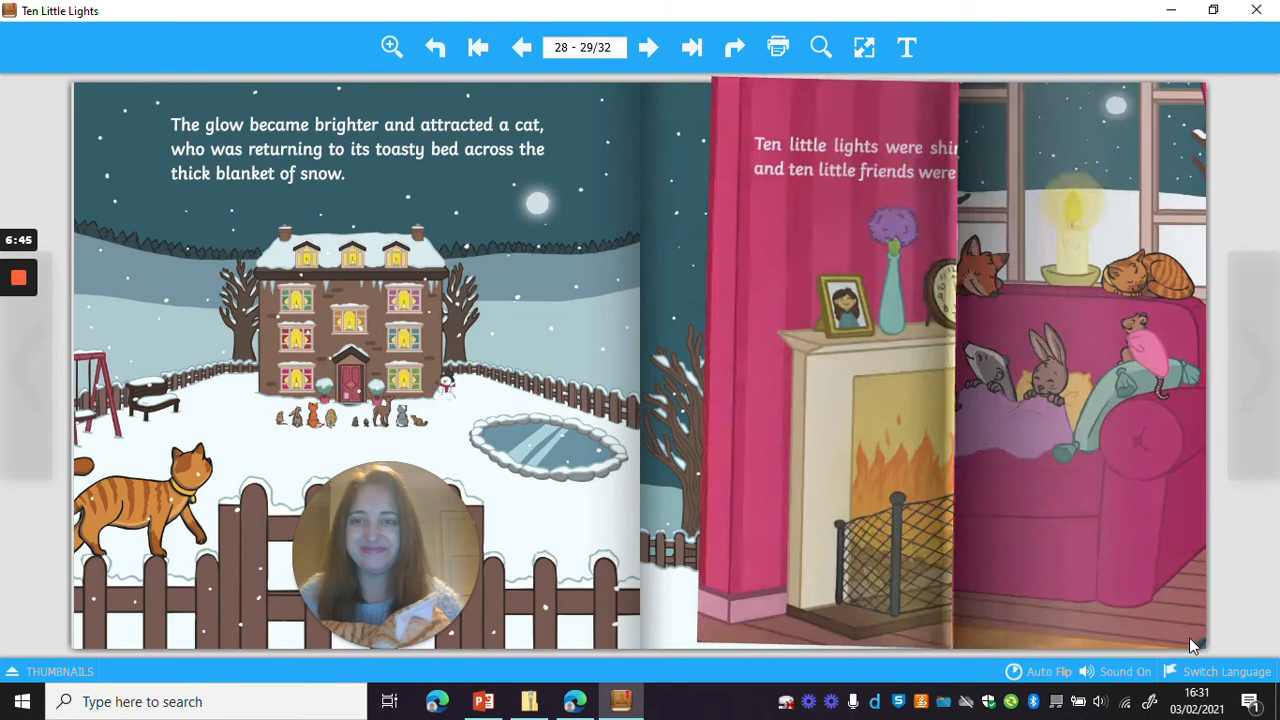 Ten Little Lights
28 - 29/32
T
The glow became brighter and attracted a cat,
who was returning to its toasty bed across the
thick blanket of snow.
Ten little lights were
and ten little friends were
6:45
THUMBNAILS
Auto Flip
Sound On
Switch Language
Type here to search
16:31
03/02/2021